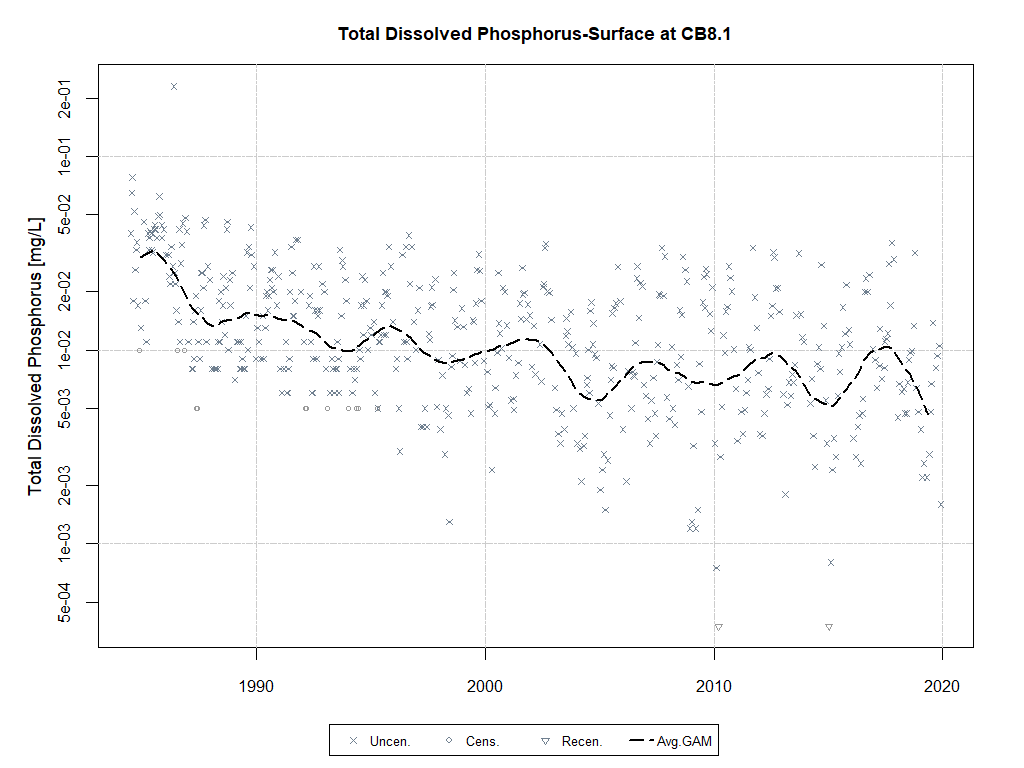 Total Dissolved Phosphorus-Surface at CB8.1
Total Dissolved Phosphorus [mg/L]
2e-01
1e-01
5e-02
2e-02
1e-02
5e-03
2e-03
1e-03
5e-04
1990 2000 2010 2020
Uncen. Cens. Recen. Avg.GAM